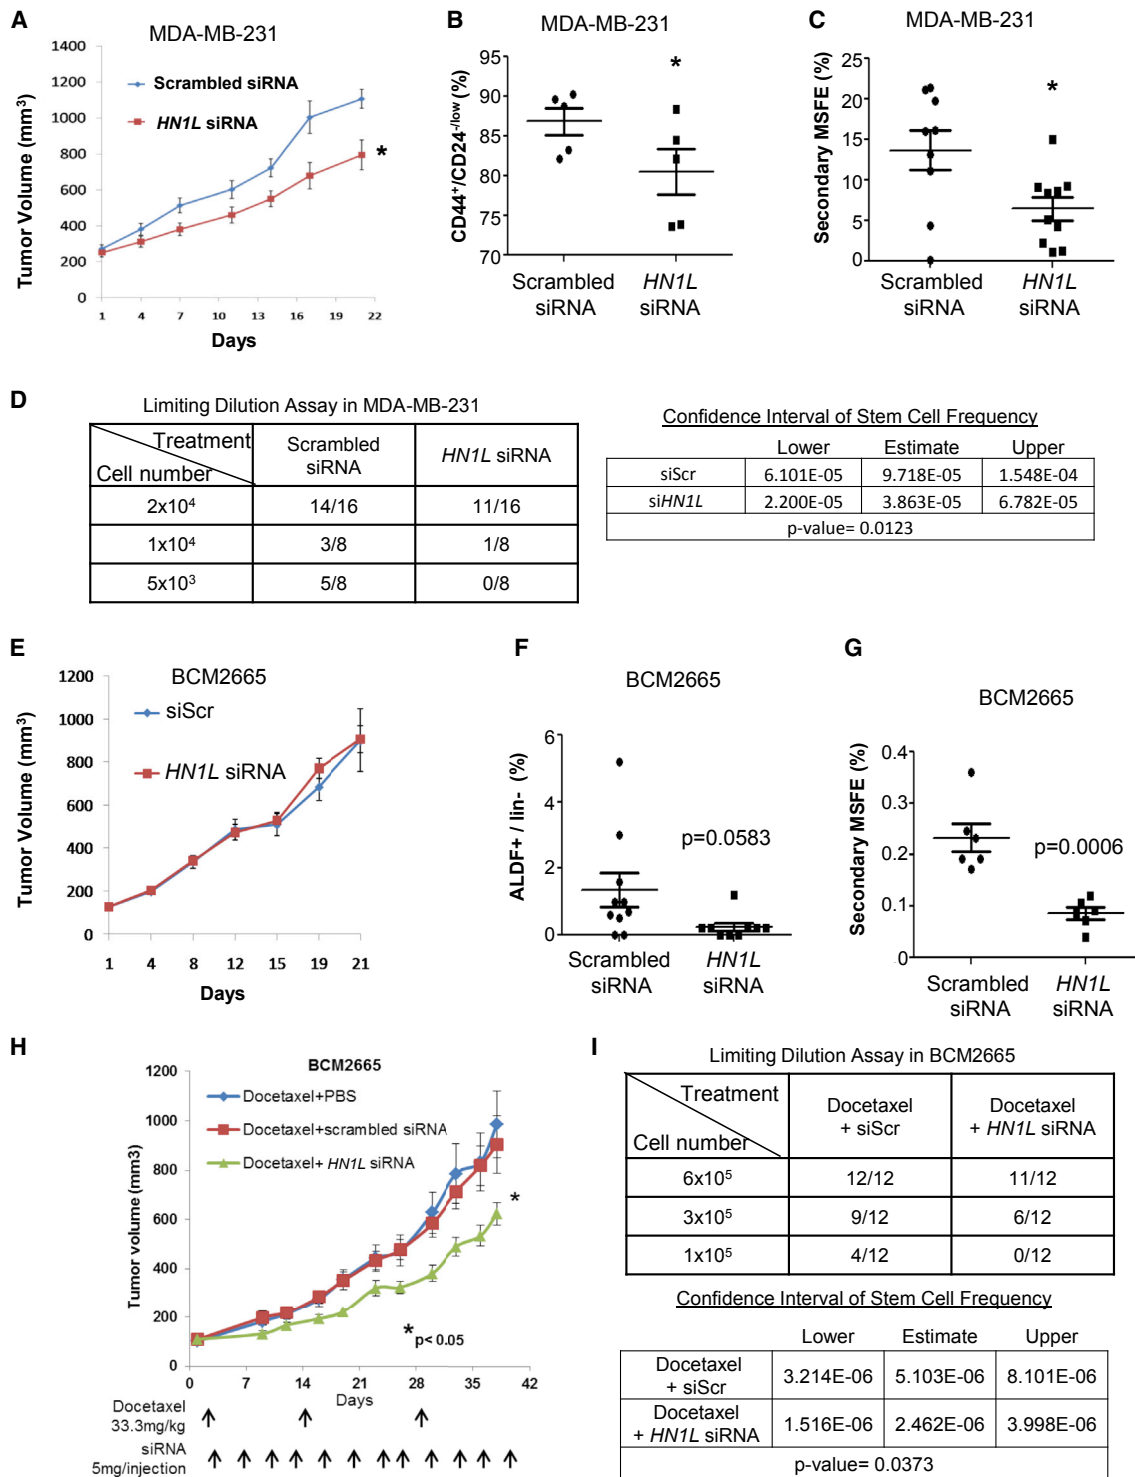 A
MDA-MB-231
Tumor Volume (mm³)
1400
1200
1000
800
600
400
200
0
Scrambled siRNA
HN1L siRNA
*
1 4 7 10 13 16 19 22
Days
B
MDA-MB-231
CD44⁺/CD24⁻/low (%)
95
90
85
80
75
70
*
Scrambled siRNA
HN1L siRNA
C
MDA-MB-231
Secondary MSFE (%)
25
20
15
10
5
0
*
Scrambled siRNA
HN1L siRNA
D
Limiting Dilution Assay in MDA-MB-231
Treatment
Cell number
Scrambled siRNA
HN1L siRNA
2x10⁴ 14/16 11/16
1x10⁴ 3/8 1/8
5x10³ 5/8 0/8
Confidence Interval of Stem Cell Frequency
Lower Estimate Upper
siScr 6.101E-05 9.718E-05 1.548E-04
siHN1L 2.200E-05 3.863E-05 6.782E-05
p-value= 0.0123
E
BCM2665
Tumor Volume (mm³)
1200
1000
800
600
400
200
0
siScr
HN1L siRNA
1 4 8 12 15 19 21
Days
F
BCM2665
ALDF+ / lin- (%)
6
4
2
0
p=0.0583
Scrambled siRNA
HN1L siRNA
G
BCM2665
Secondary MSFE (%)
0.4
0.3
0.2
0.1
0
p=0.0006
Scrambled siRNA
HN1L siRNA
H
BCM2665
Tumor volume (mm3)
1200
1000
800
600
400
200
0
Docetaxel+PBS
Docetaxel+scrambled siRNA
Docetaxel+ HN1L siRNA
*
*p< 0.05
0 7 14 21 28 35 42
Days
Docetaxel
33.3mg/kg
siRNA
5mg/injection
I
Limiting Dilution Assay in BCM2665
Treatment
Cell number
Docetaxel + siScr
Docetaxel + HN1L siRNA
6x10⁵ 12/12 11/12
3x10⁵ 9/12 6/12
1x10⁵ 4/12 0/12
Confidence Interval of Stem Cell Frequency
Lower Estimate Upper
Docetaxel + siScr 3.214E-06 5.103E-06 8.101E-06
Docetaxel + HN1L siRNA 1.516E-06 2.462E-06 3.998E-06
p-value= 0.0373